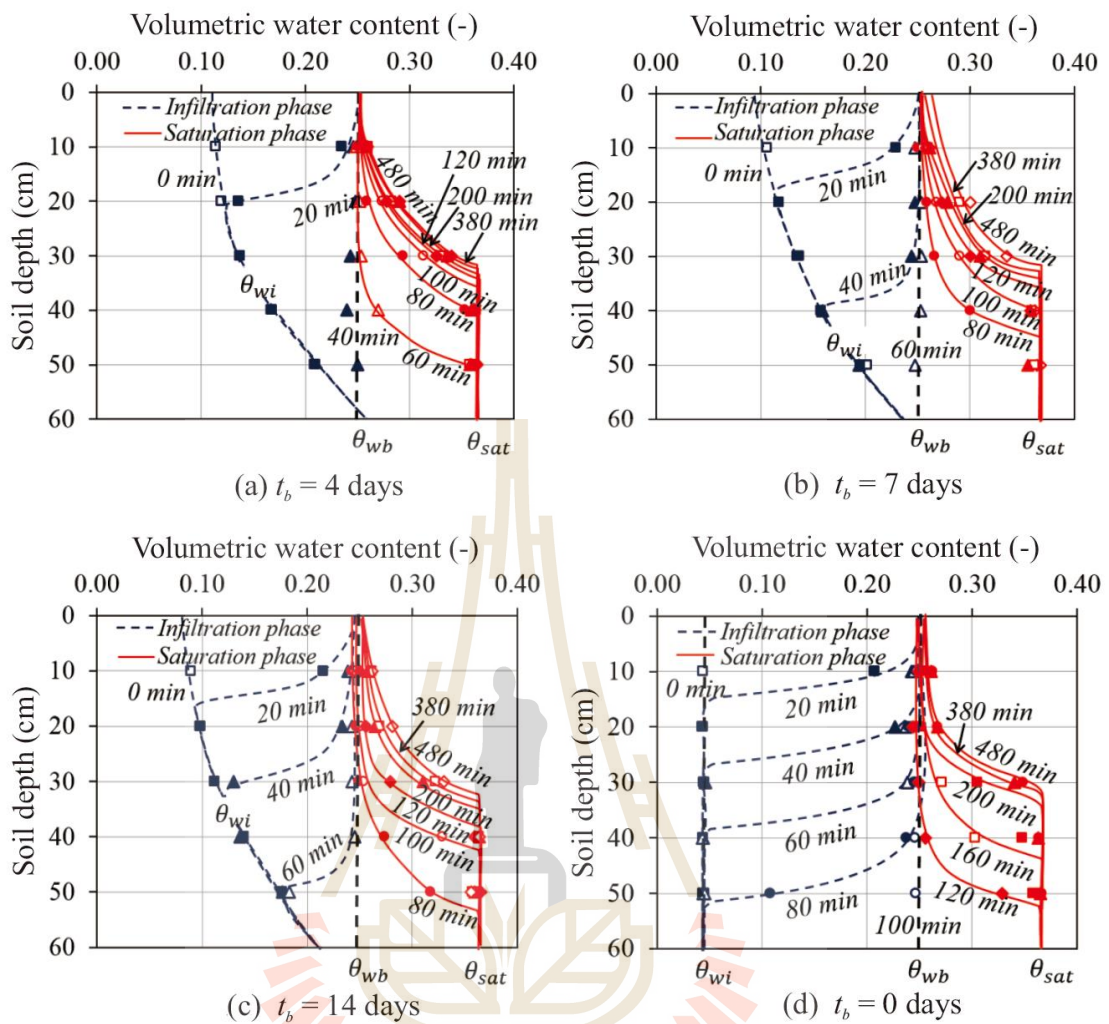 Volumetric water content (-)
0.00 0.10 0.20 0.30 0.40
Soil depth (cm)
0
10
20
30
40
50
60
Infiltration phase
Saturation phase
0 min
20 min
480 min
120 min
200 min
380 min
100 min
80 min
60 min
40 min
θwi
θwb
θsat
(a) tb = 4 days
Volumetric water content (-)
0.00 0.10 0.20 0.30 0.40
Soil depth (cm)
0
10
20
30
40
50
60
Infiltration phase
Saturation phase
0 min
20 min
380 min
200 min
480 min
40 min
120 min
100 min
80 min
60 min
θwi
θwb
θsat
(b) tb = 7 days
Volumetric water content (-)
0.00 0.10 0.20 0.30 0.40
Soil depth (cm)
0
10
20
30
40
50
60
Infiltration phase
Saturation phase
0 min
20 min
380 min
480 min
40 min
200 min
120 min
100 min
60 min
80 min
θwi
θwb
θsat
(c) tb = 14 days
Volumetric water content (-)
0.00 0.10 0.20 0.30 0.40
Soil depth (cm)
0
10
20
30
40
50
60
Infiltration phase
Saturation phase
0 min
20 min
380 min
480 min
40 min
200 min
60 min
160 min
80 min
120 min
100 min
θwi
θwb
θsat
(d) tb = 0 days